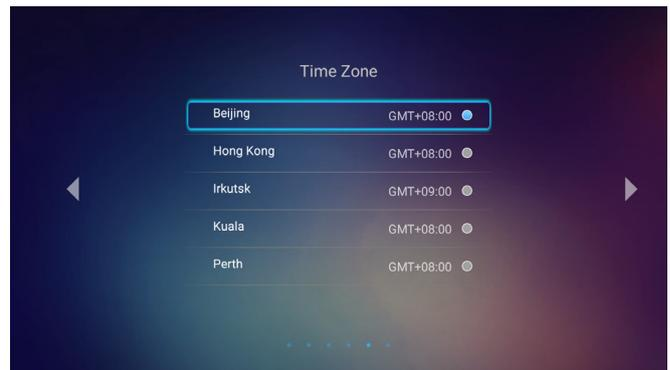 Time Zone
Beijing GMT+08:00
Hong Kong GMT+08:00
Irkutsk GMT+09:00
Kuala GMT+08:00
Perth GMT+08:00